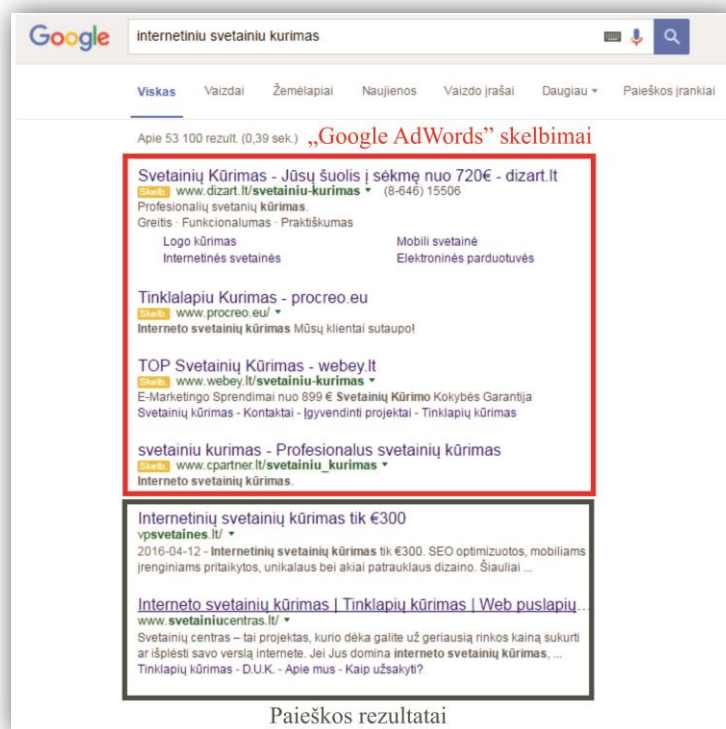 Google
internetiniu svetainiu kurimas
Viskas Vaizdai Žemėlapiai Naujienos Vaizdo įrašai Daugiau Paieškos įrankiai
Apie 53 100 rezult. (0,39 sek.) „Google AdWords” skelbimai
Svetainių Kūrimas - Jūsų šuolis į sėkmę nuo 720€ - dizart.lt
Skelb. www.dizart.lt/svetainiu-kurimas (8-646) 15506
Profesionalių svetanių kūrimas.
Greitis · Funkcionalumas · Praktiškumas
Logo kūrimas Mobili svetainė
Internetinės svetainės Elektroninės parduotuvės
Tinklalapiu Kurimas - procreo.eu
Skelb. www.procreo.eu/
Interneto svetainių kūrimas Mūsų klientai sutaupo!
TOP Svetainių Kūrimas - webey.lt
Skelb. www.webey.lt/svetainiu-kurimas
E-Marketingo Sprendimai nuo 899 € Svetainių Kūrimo Kokybės Garantija
Svetainių kūrimas - Kontaktai - Įgyvendinti projektai - Tinklapių kūrimas
svetainiu kurimas - Profesionalus svetainių kūrimas
Skelb. www.cpartner.lt/svetainiu_kurimas
Interneto svetainių kūrimas.
Internetinių svetainių kūrimas tik €300
vpsvetaines.lt/
2016-04-12 - Internetinių svetainių kūrimas tik €300. SEO optimizuotos, mobiliams
įrenginiams pritaikytos, unikalaus bei akiai patrauklaus dizaino. Šiauliai ...
Interneto svetainių kūrimas | Tinklapių kūrimas | Web puslapių...
www.svetainiucentras.lt/
Svetainių centras – tai projektas, kurio dėka galite už geriausią rinkos kainą sukurti
ar išplėsti savo verslą internete. Jei Jus domina interneto svetainių kūrimas, ...
Tinklapių kūrimas - D.U.K. - Apie mus - Kaip užsakyti?
Paieškos rezultatai